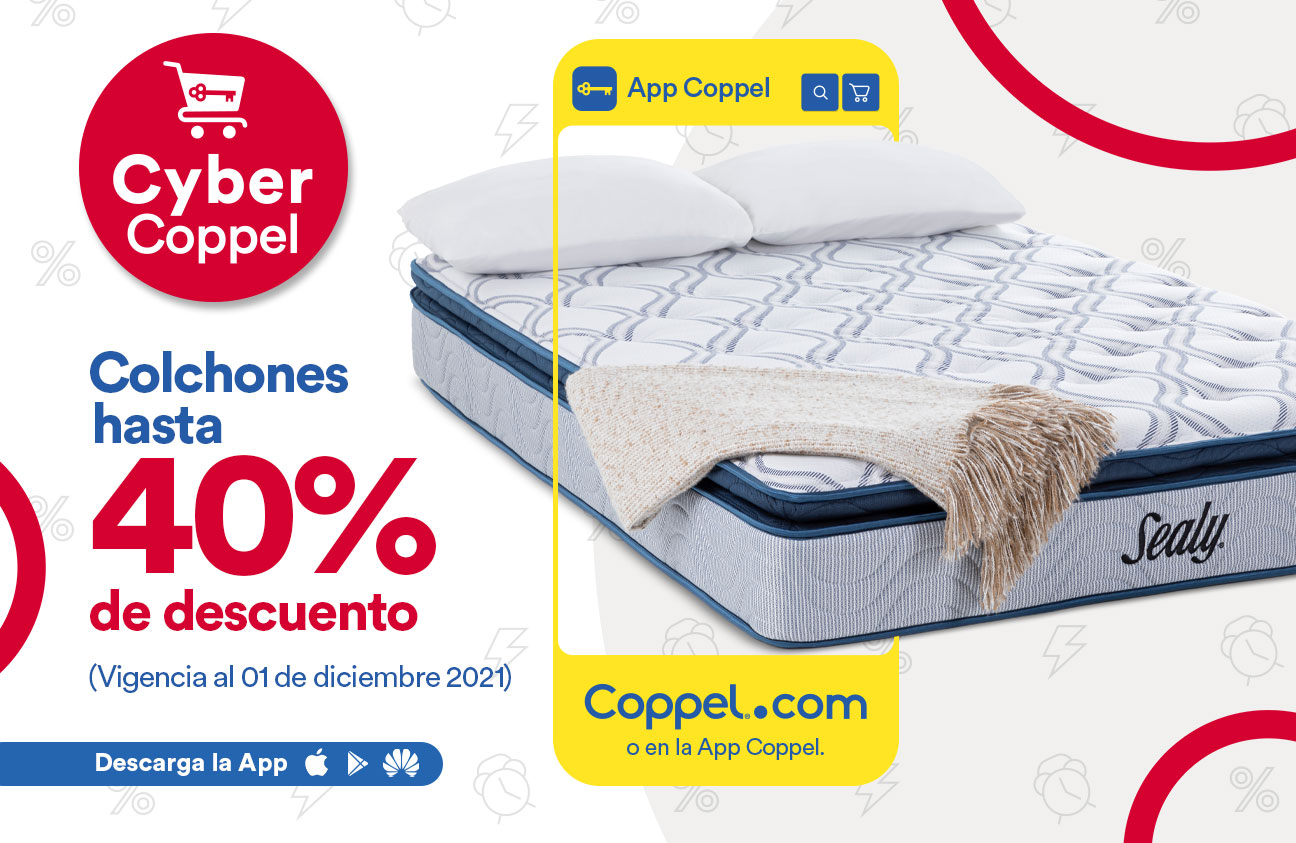 Cyber
Coppel
Colchones
hasta
40%
de descuento
(Vigencia al 01 de diciembre 2021)
Descarga la App
App Coppel
Sealy
Coppel.com
o en la App Coppel.